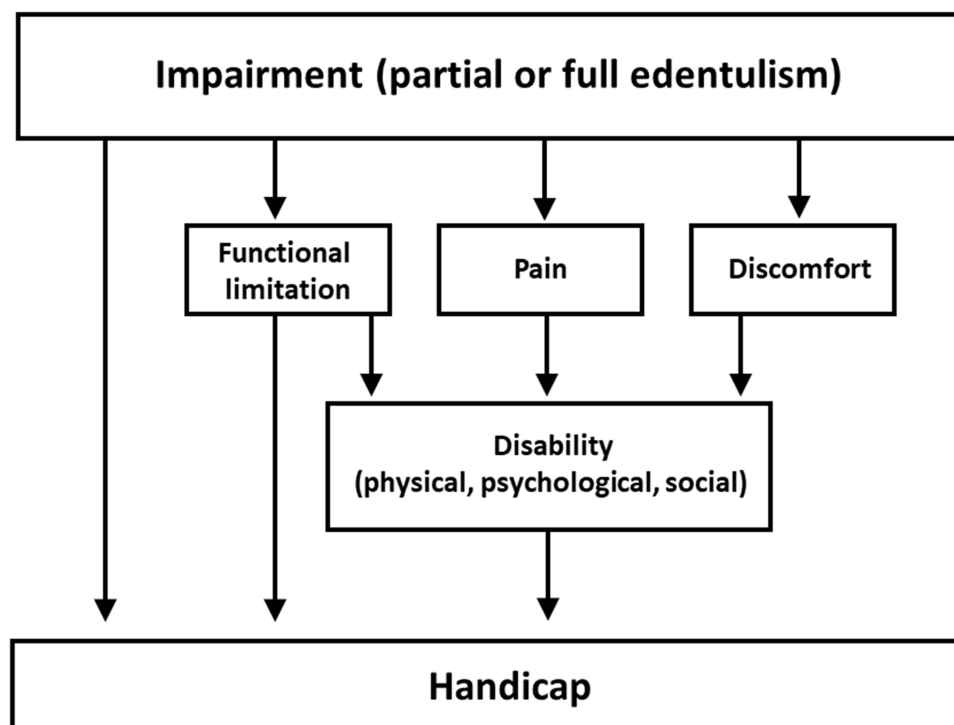 Impairment (partial or full edentulism)
Functional
limitation
Pain
Discomfort
Disability
(physical, psychological, social)
Handicap